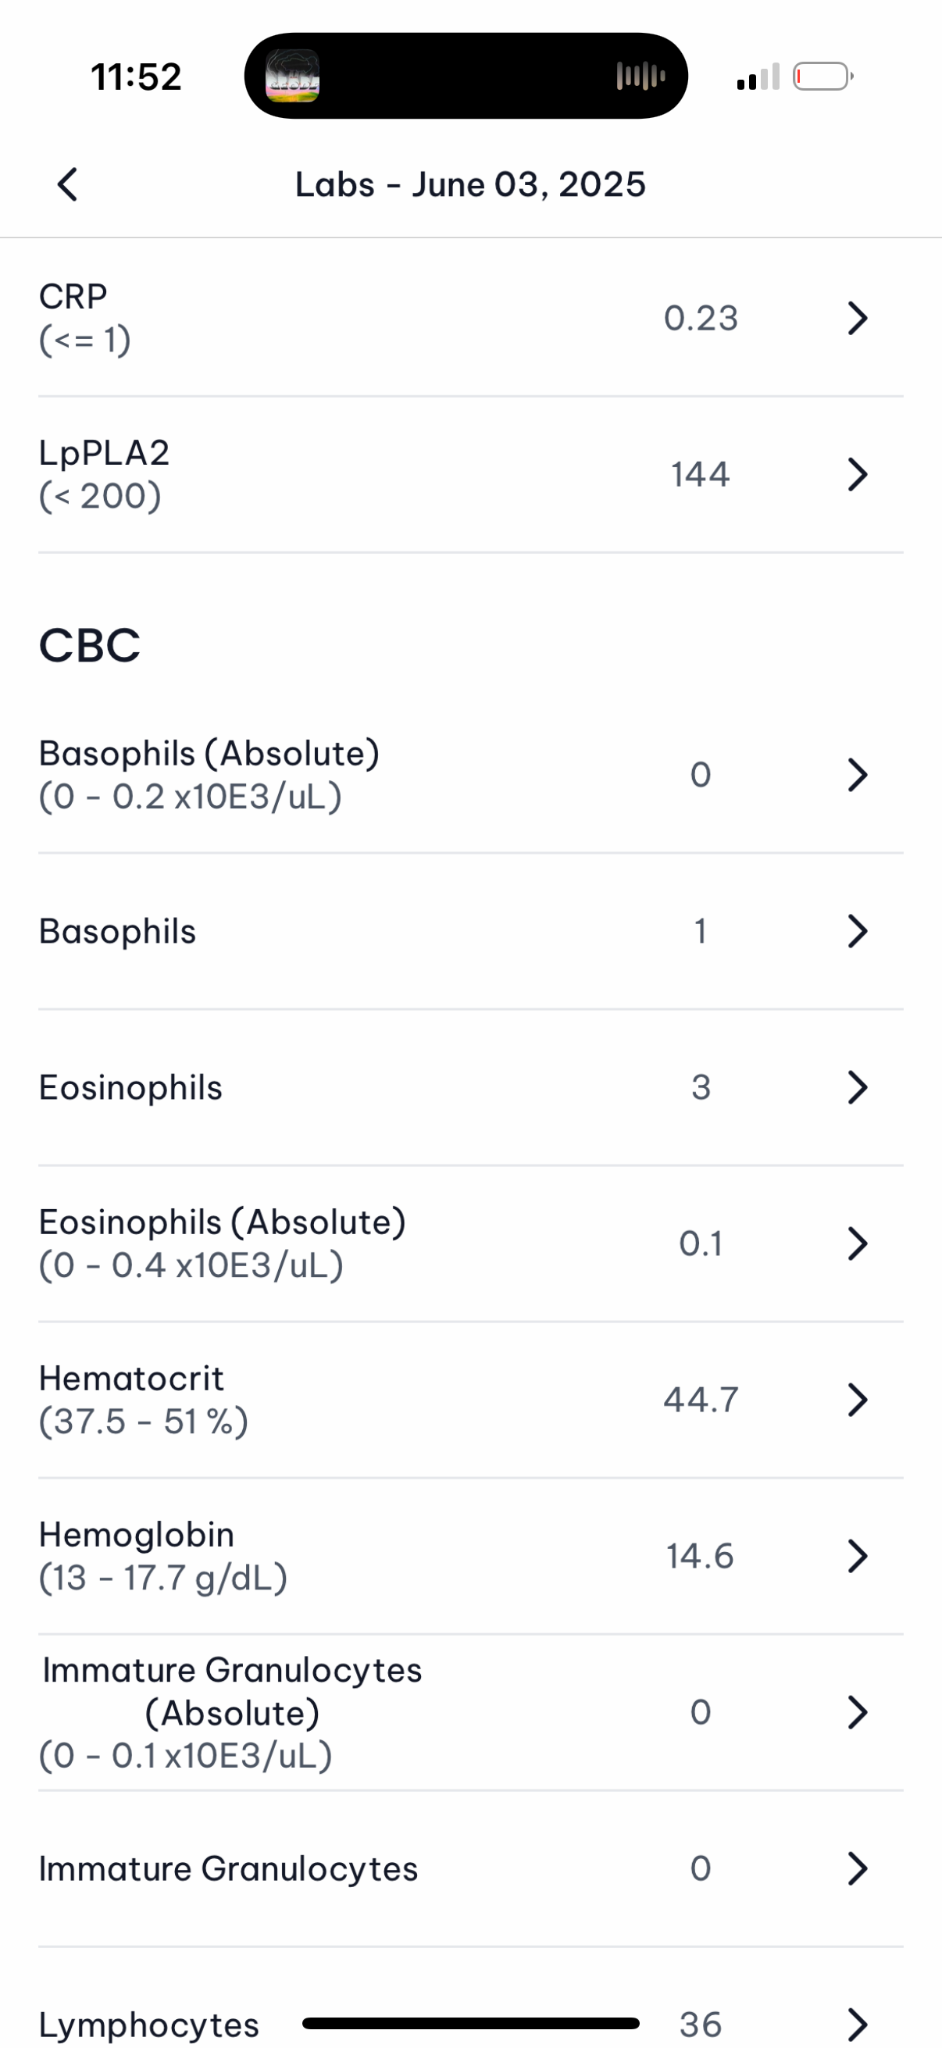 11:52
Labs - June 03, 2025
CRP
(<= 1)
0.23
LpPLA2
(< 200)
144
CBC
Basophils (Absolute)
(0 - 0.2 x10E3/uL)
0
Basophils
1
Eosinophils
3
Eosinophils (Absolute)
(0 - 0.4 x10E3/uL)
0.1
Hematocrit
(37.5 - 51 %)
44.7
Hemoglobin
(13 - 17.7 g/dL)
14.6
Immature Granulocytes
(Absolute)
(0 - 0.1 x10E3/uL)
0
Immature Granulocytes
0
Lymphocytes
36